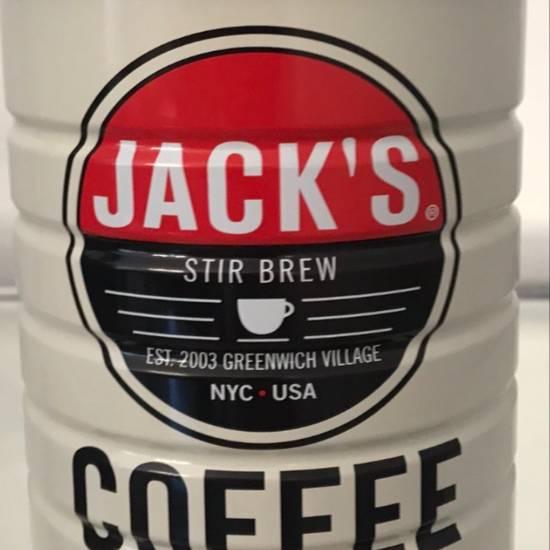 JACK'S®
STIR BREW
EST. 2003 GREENWICH VILLAGE
NYC • USA
COFFEE